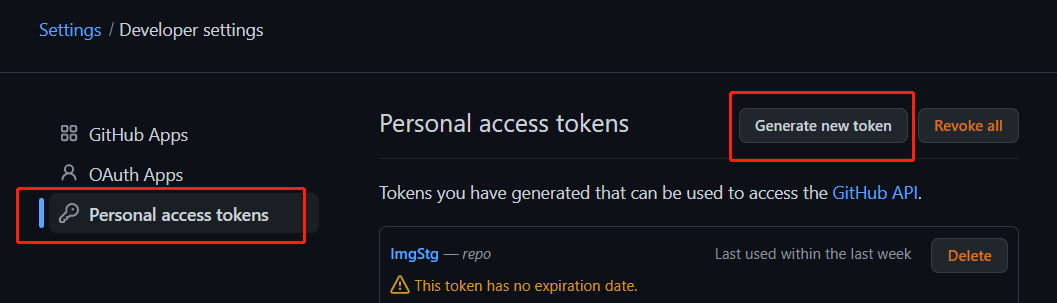 Settings / Developer settings
GitHub Apps
OAuth Apps
Personal access tokens
Personal access tokens
Generate new token
Revoke all
Tokens you have generated that can be used to access the GitHub API.
ImgStg — repo
Last used within the last week
Delete
This token has no expiration date.